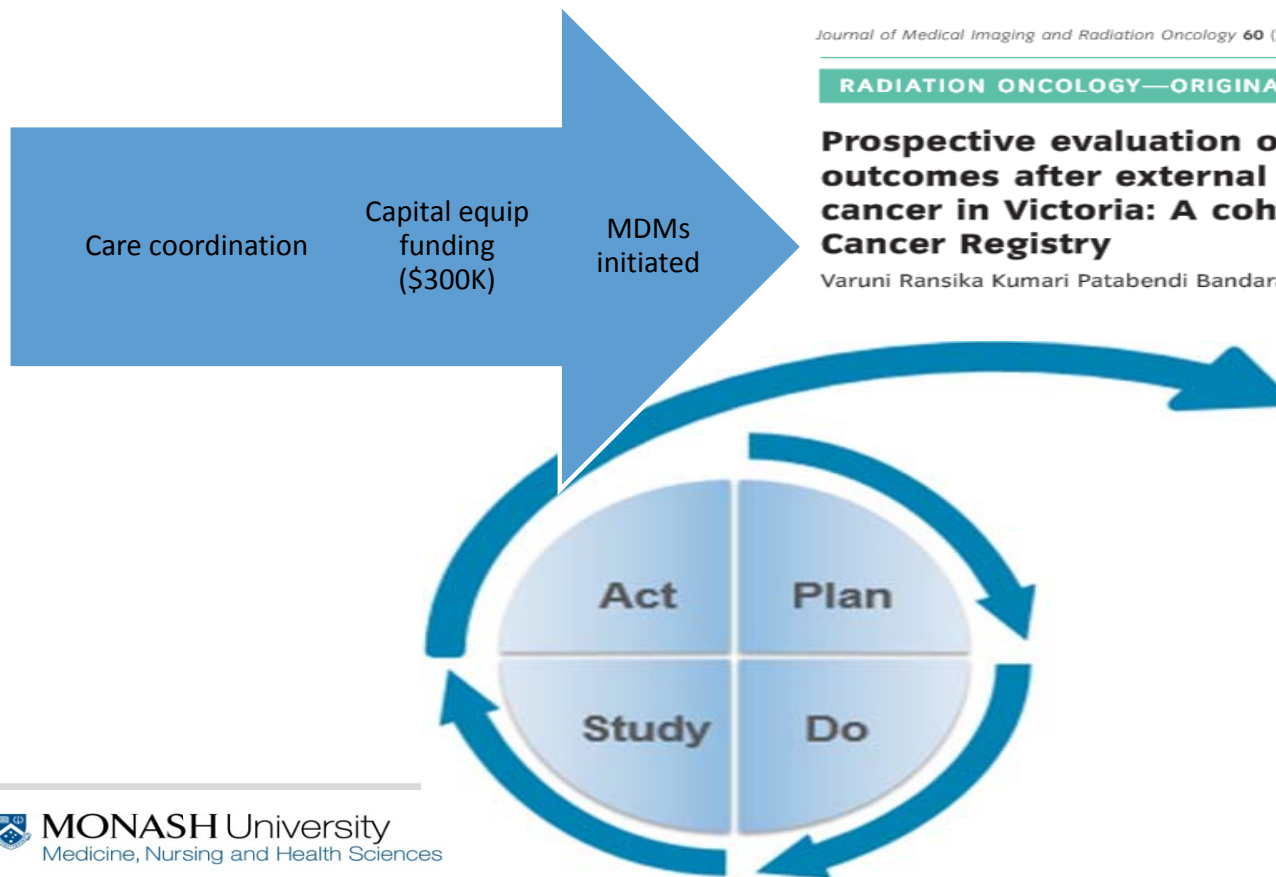 Journal of Medical Imaging and Radiation Oncology 60 (
RADIATION ONCOLOGY—ORIGINA
Prospective evaluation o
outcomes after external
cancer in Victoria: A coh
Cancer Registry
Varuni Ransika Kumari Patabendi Bandara
Care coordination
Capital equip
funding
($300K)
MDMs
initiated
Act
Plan
Study
Do
MONASH University
Medicine, Nursing and Health Sciences